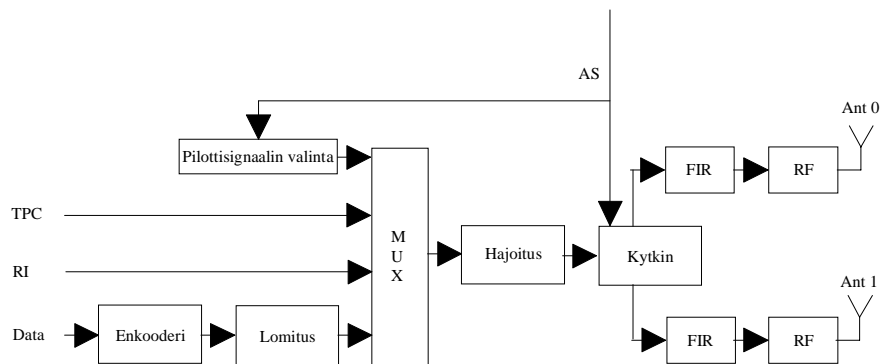 AS
Ant 0
Pilottisignaalin valinta
FIR
RF
TPC
M
U
X
Hajoitus
Kytkin
RI
Ant 1
Data
Enkooderi
Lomitus
FIR
RF